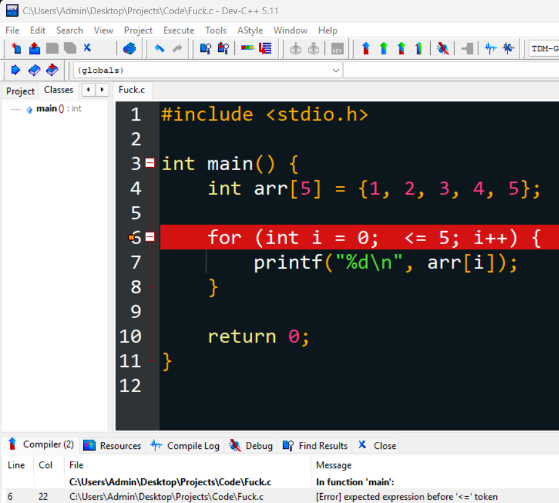 C:\Users\Admin\Desktop\Projects\Code\Fuck.c - Dev-C++ 5.11
File Edit Search View Project Execute Tools AStyle Window Help
TDM-G
(globals)
Project Classes
main() : int
Fuck.c
1 #include <stdio.h>
2
3 int main() {
4 int arr[5] = {1, 2, 3, 4, 5};
5
6 for (int i = 0;  <= 5; i++) {
7 printf("%d\n", arr[i]);
8 }
9
10 return 0;
11 }
12
Compiler (2) Resources Compile Log Debug Find Results Close
Line Col File Message
C:\Users\Admin\Desktop\Projects\Code\Fuck.c In function 'main':
6 22 C:\Users\Admin\Desktop\Projects\Code\Fuck.c [Error] expected expression before '<=' token